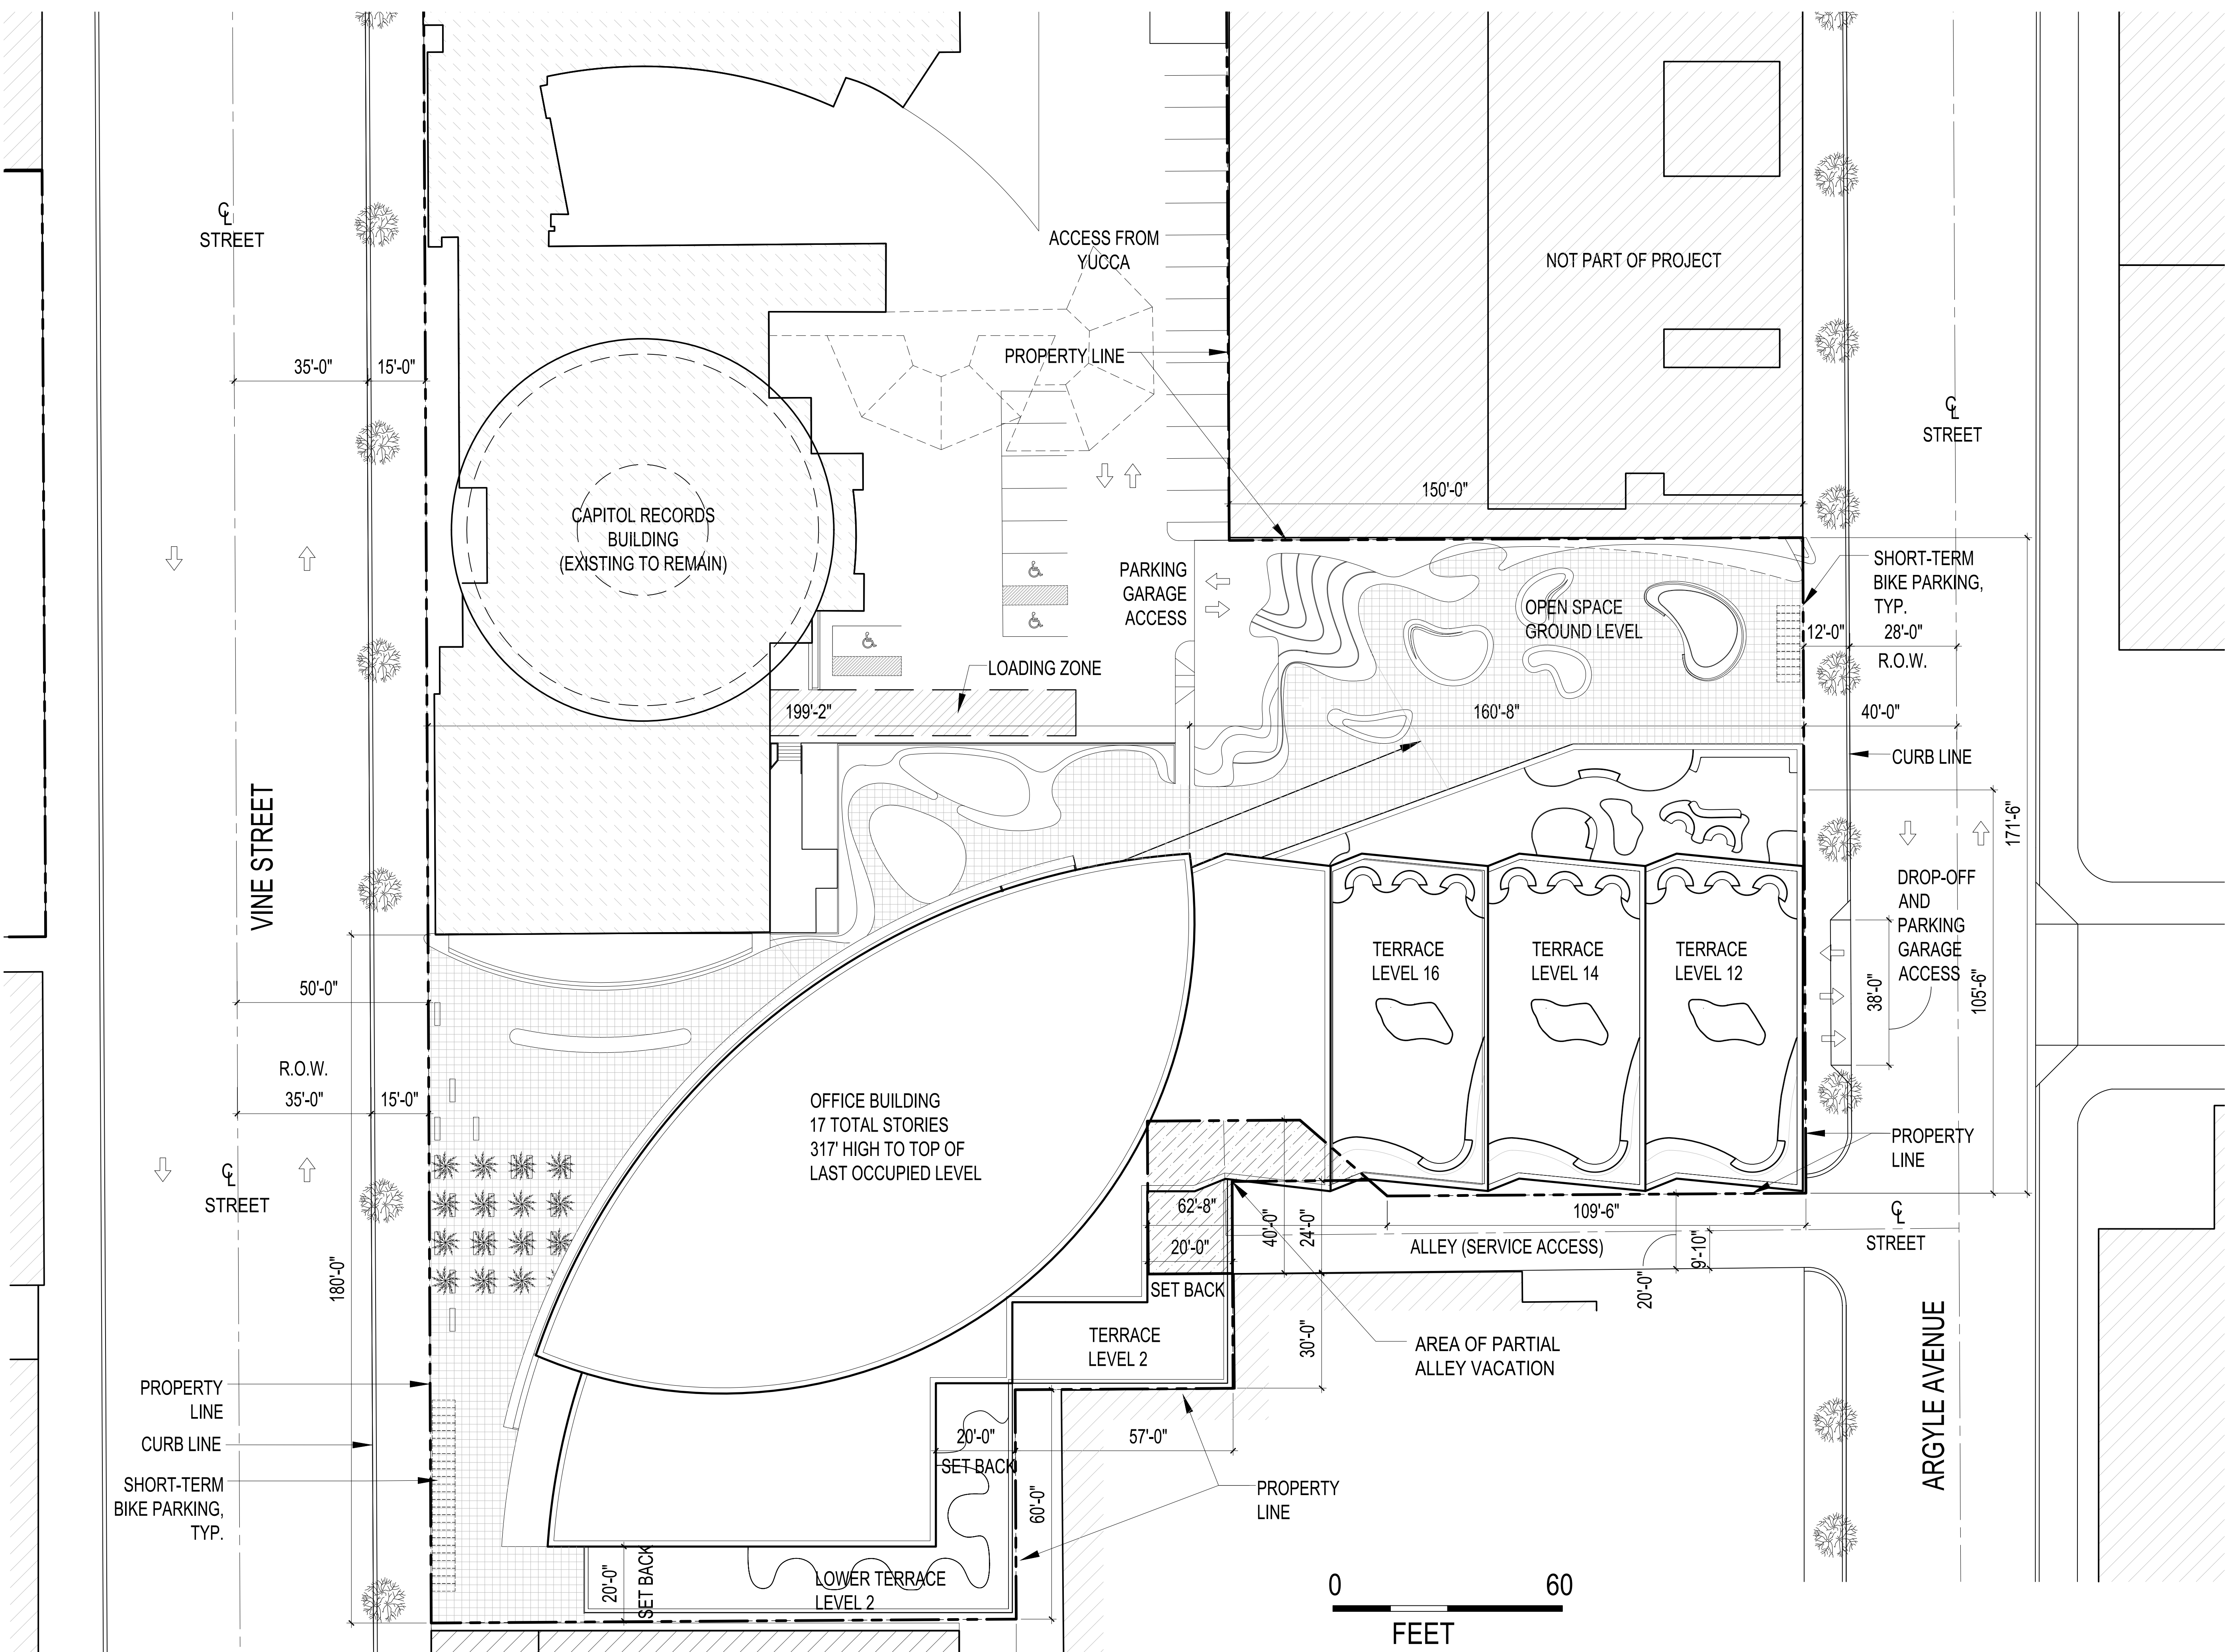 ℄
STREET
ACCESS FROM
YUCCA
NOT PART OF PROJECT
PROPERTY LINE
35'-0"
15'-0"
℄
STREET
150'-0"
CAPITOL RECORDS
BUILDING
(EXISTING TO REMAIN)
PARKING
GARAGE
ACCESS
SHORT-TERM
BIKE PARKING,
TYP.
OPEN SPACE
GROUND LEVEL
12'-0"
28'-0"
R.O.W.
LOADING ZONE
199'-2"
160'-8"
40'-0"
CURB LINE
VINE STREET
171'-6"
DROP-OFF
AND
PARKING
GARAGE
ACCESS
TERRACE
LEVEL 16
TERRACE
LEVEL 14
TERRACE
LEVEL 12
38'-0"
105'-6"
50'-0"
R.O.W.
35'-0"
15'-0"
OFFICE BUILDING
17 TOTAL STORIES
317' HIGH TO TOP OF
LAST OCCUPIED LEVEL
PROPERTY
LINE
℄
STREET
62'-8"
40'-0"
24'-0"
109'-6"
℄
STREET
20'-0"
SET BACK
ALLEY (SERVICE ACCESS)
20'-0"
9'-10"
180'-0"
TERRACE
LEVEL 2
30'-0"
AREA OF PARTIAL
ALLEY VACATION
ARGYLE AVENUE
PROPERTY
LINE
CURB LINE
SHORT-TERM
BIKE PARKING,
TYP.
20'-0"
SET BACK
57'-0"
60'-0"
PROPERTY
LINE
20'-0"
SET BACK
LOWER TERRACE
LEVEL 2
0
60
FEET